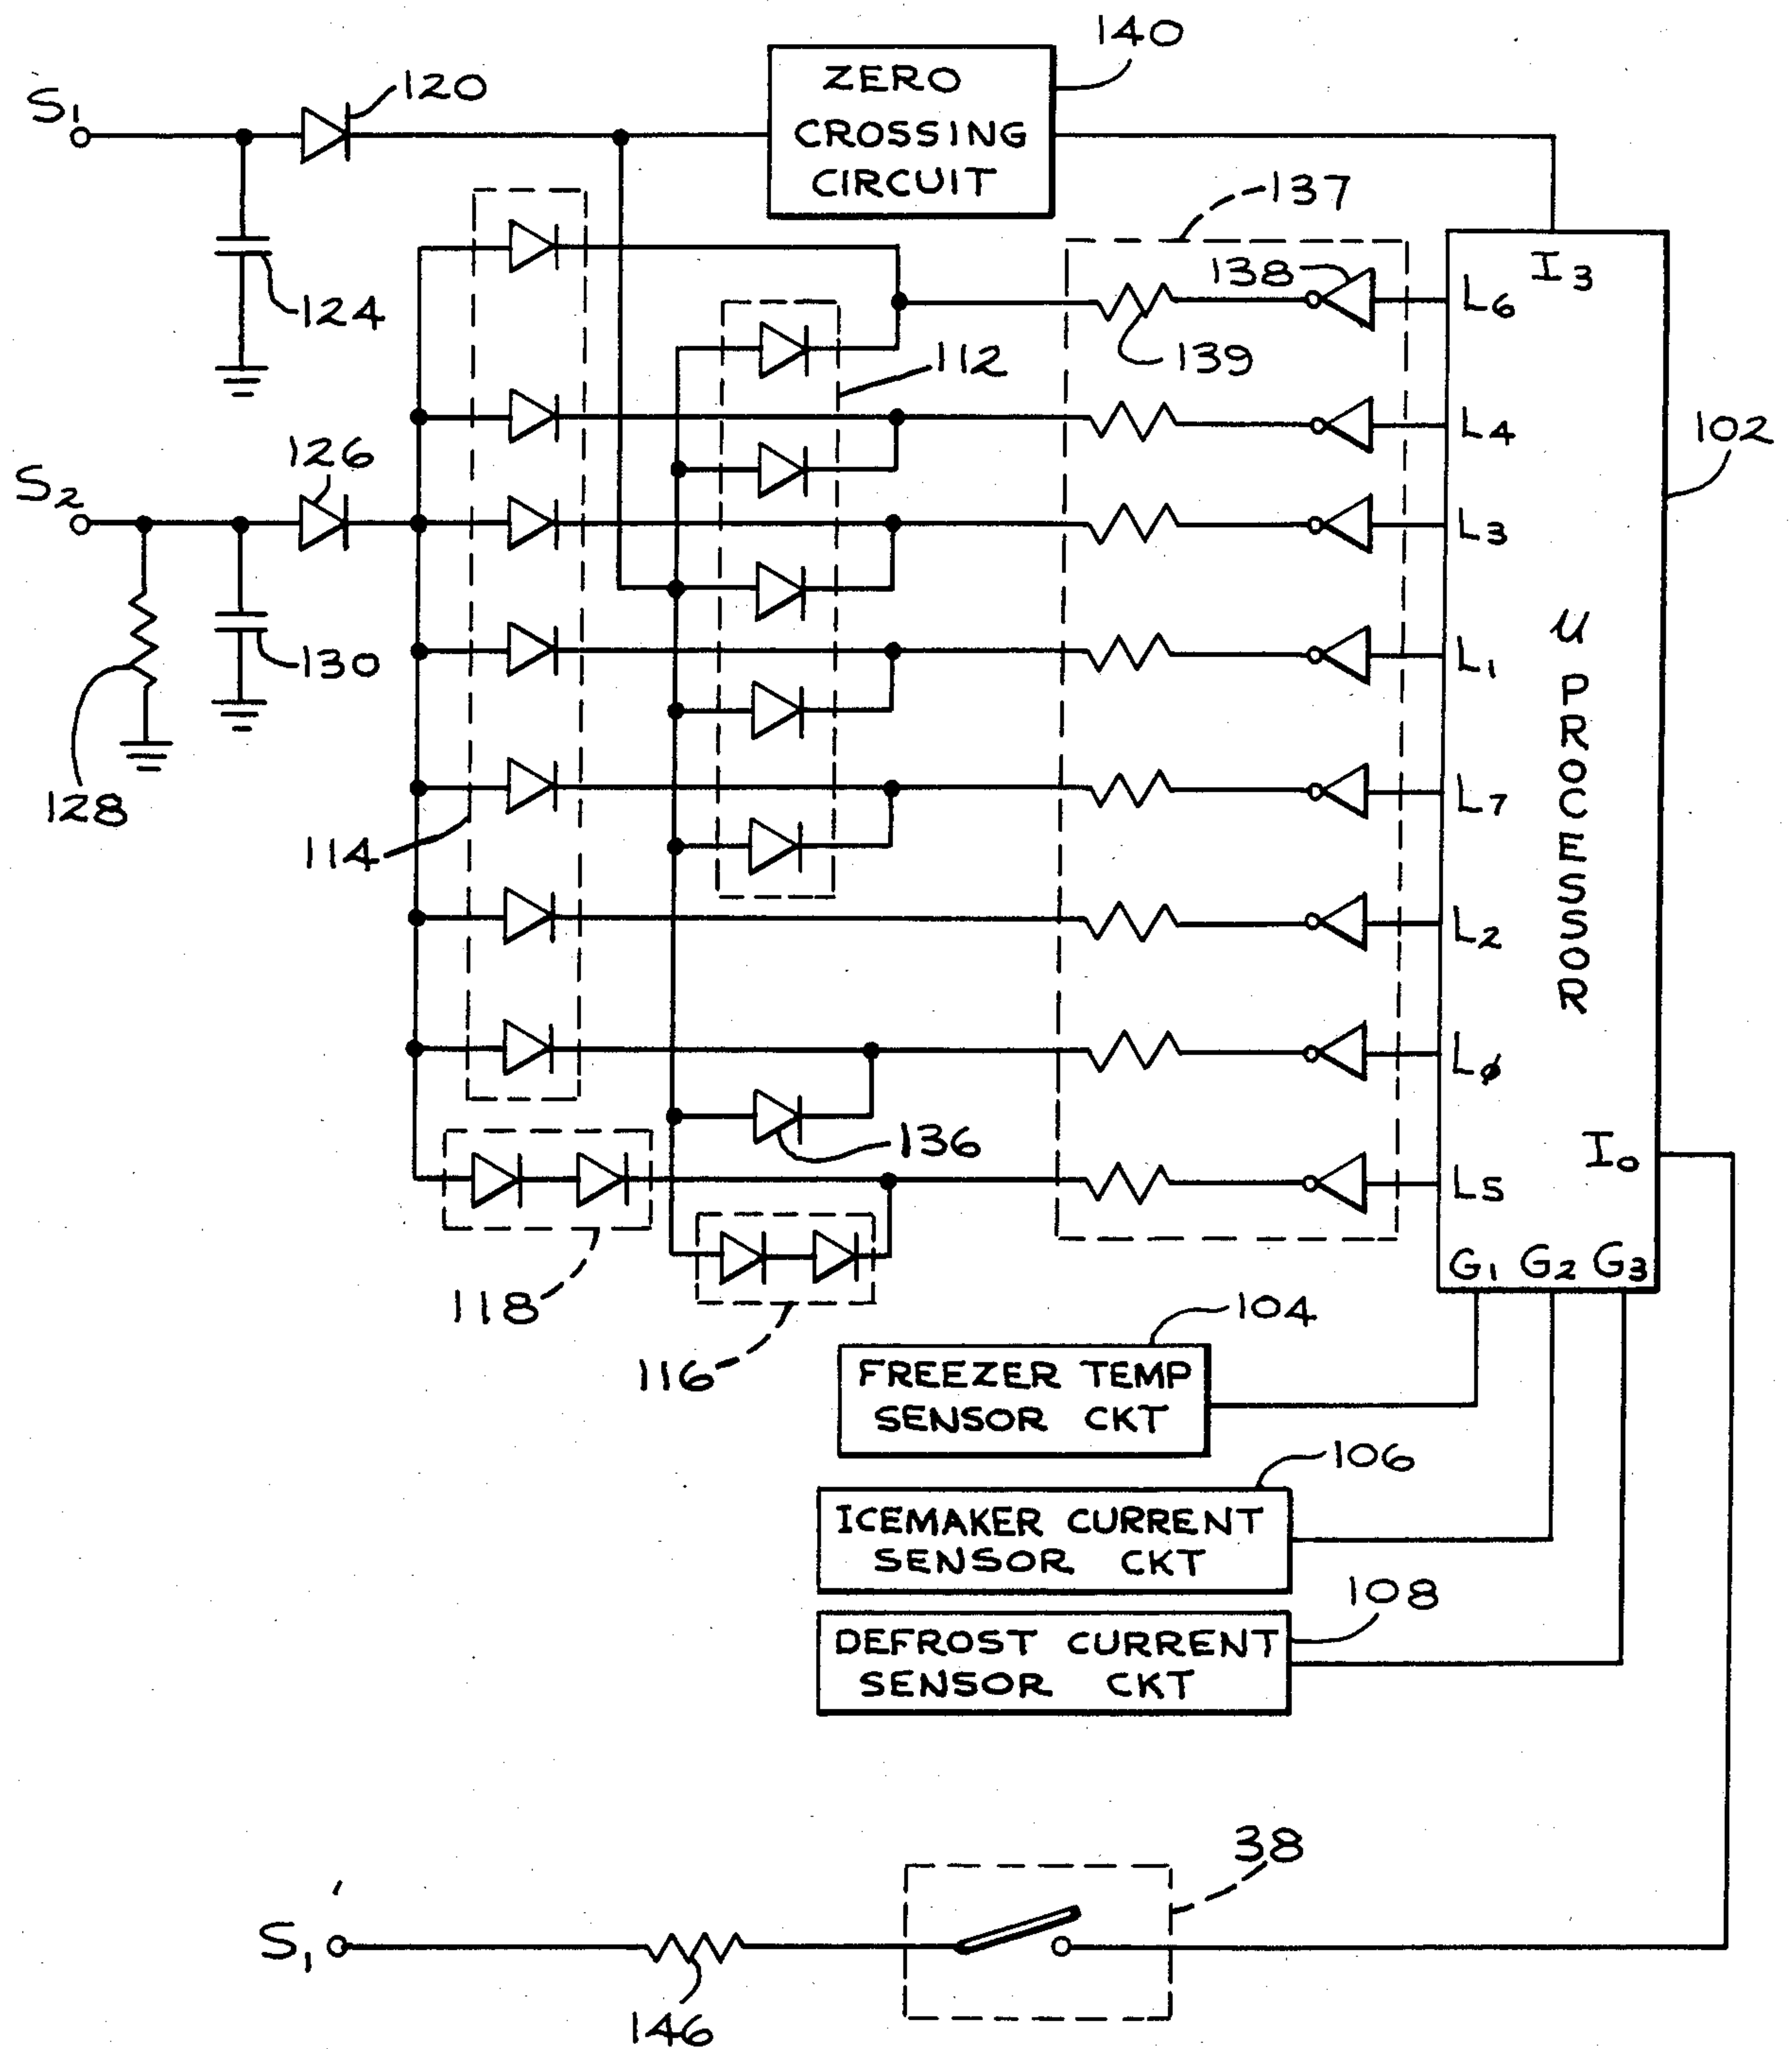 140
ZERO
CROSSING
CIRCUIT
S1
120
137
I3
124
138
L6
139
112
L4
102
126
S2
L3
130
128
L1
μ PROCESSOR
L7
114
L2
Lø
136
I0
L5
118
116
G1 G2 G3
104
FREEZER TEMP
SENSOR CKT
106
ICEMAKER CURRENT
SENSOR CKT
108
DEFROST CURRENT
SENSOR CKT
38
S1'
146